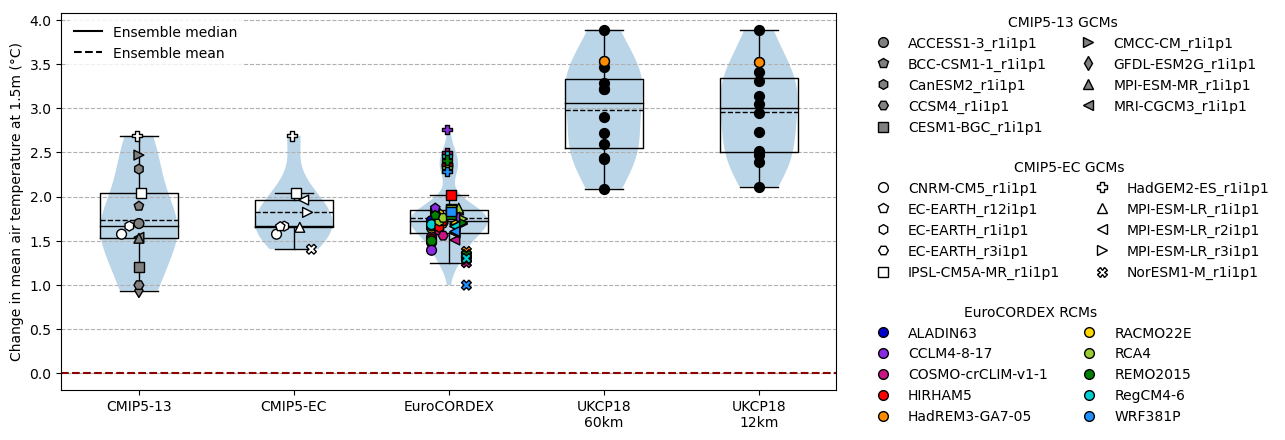 Change in mean air temperature at 1.5m (°C)
4.0
3.5
3.0
2.5
2.0
1.5
1.0
0.5
0.0
Ensemble median
Ensemble mean
CMIP5-13
CMIP5-EC
EuroCORDEX
UKCP18
60km
UKCP18
12km
CMIP5-13 GCMs
ACCESS1-3_r1i1p1
BCC-CSM1-1_r1i1p1
CanESM2_r1i1p1
CCSM4_r1i1p1
CESM1-BGC_r1i1p1
CMCC-CM_r1i1p1
GFDL-ESM2G_r1i1p1
MPI-ESM-MR_r1i1p1
MRI-CGCM3_r1i1p1
CMIP5-EC GCMs
CNRM-CM5_r1i1p1
EC-EARTH_r12i1p1
EC-EARTH_r1i1p1
EC-EARTH_r3i1p1
IPSL-CM5A-MR_r1i1p1
HadGEM2-ES_r1i1p1
MPI-ESM-LR_r1i1p1
MPI-ESM-LR_r2i1p1
MPI-ESM-LR_r3i1p1
NorESM1-M_r1i1p1
EuroCORDEX RCMs
ALADIN63
CCLM4-8-17
COSMO-crCLIM-v1-1
HIRHAM5
HadREM3-GA7-05
RACMO22E
RCA4
REMO2015
RegCM4-6
WRF381P